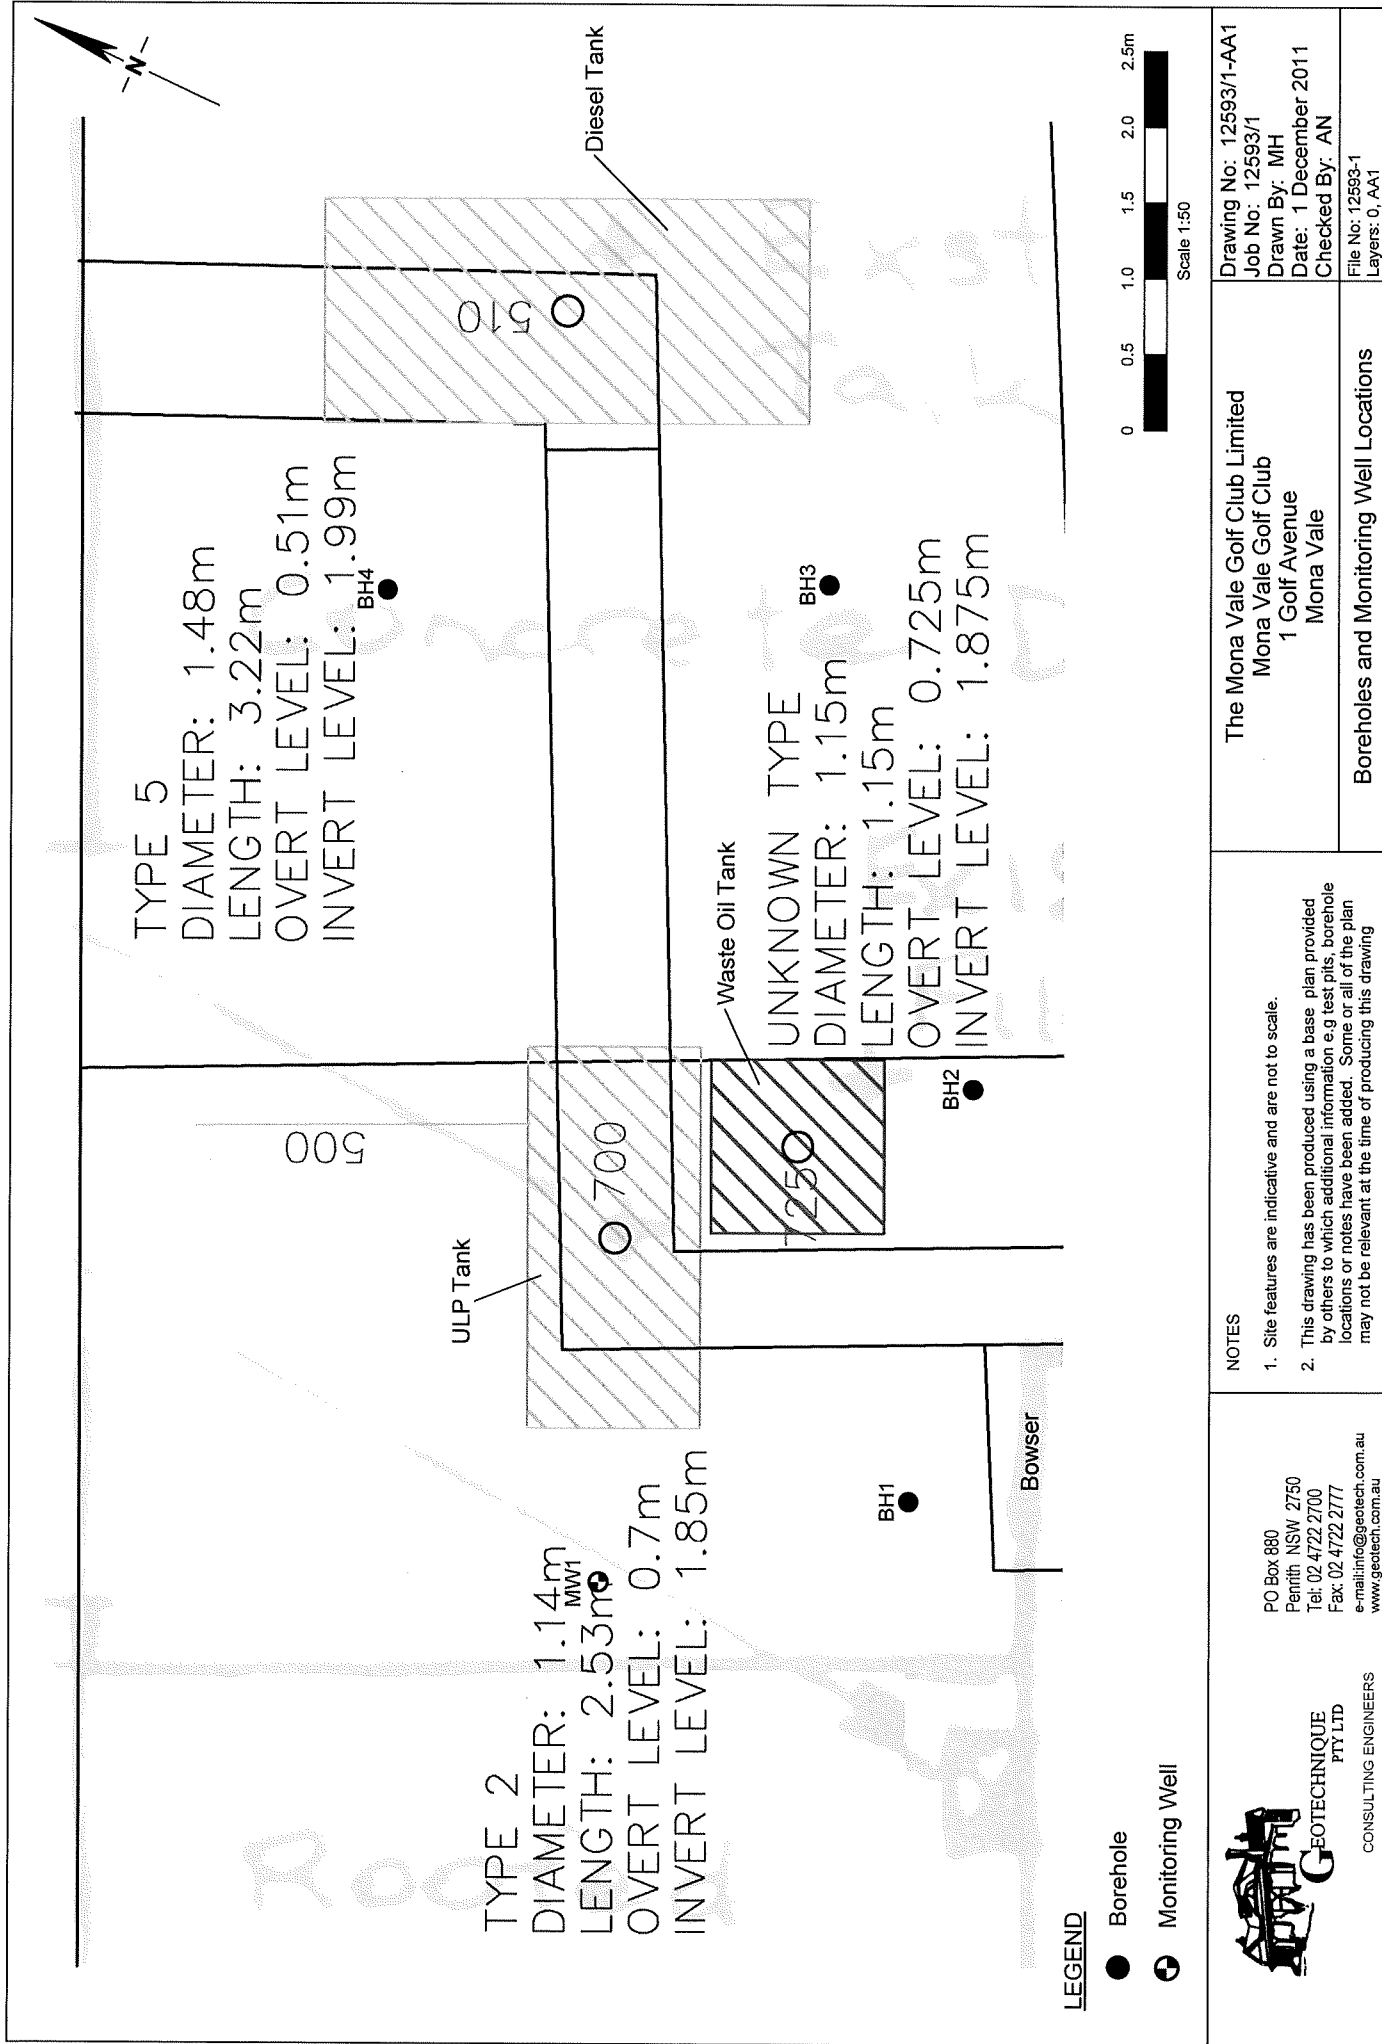 N
Diesel Tank
TYPE 5
DIAMETER: 1.48m
LENGTH: 3.22m
OVERT LEVEL: 0.51m
INVERT LEVEL: 1.99m
BH4
510
500
ULP Tank
700
TYPE 2
DIAMETER: 1.14m
MW1
LENGTH: 2.53m
OVERT LEVEL: 0.7m
INVERT LEVEL: 1.85m
Waste Oil Tank
725
UNKNOWN TYPE
DIAMETER: 1.15m
LENGTH: 1.15m
OVERT LEVEL: 0.725m
INVERT LEVEL: 1.875m
BH3
BH2
BH1
Bowser
LEGEND
Borehole
Monitoring Well
0 0.5 1.0 1.5 2.0 2.5m
Scale 1:50
GEOTECHNIQUE
PTY LTD
CONSULTING ENGINEERS
PO Box 880
Penrith NSW 2750
Tel: 02 4722 2700
Fax: 02 4722 2777
e-mail:info@geotech.com.au
www.geotech.com.au
NOTES
1. Site features are indicative and are not to scale.
2. This drawing has been produced using a base plan provided
by others to which additional information e.g test pits, borehole
locations or notes have been added. Some or all of the plan
may not be relevant at the time of producing this drawing
The Mona Vale Golf Club Limited
Mona Vale Golf Club
1 Golf Avenue
Mona Vale
Boreholes and Monitoring Well Locations
Drawing No: 12593/1-AA1
Job No: 12593/1
Drawn By: MH
Date: 1 December 2011
Checked By: AN
File No: 12593-1
Layers: 0, AA1